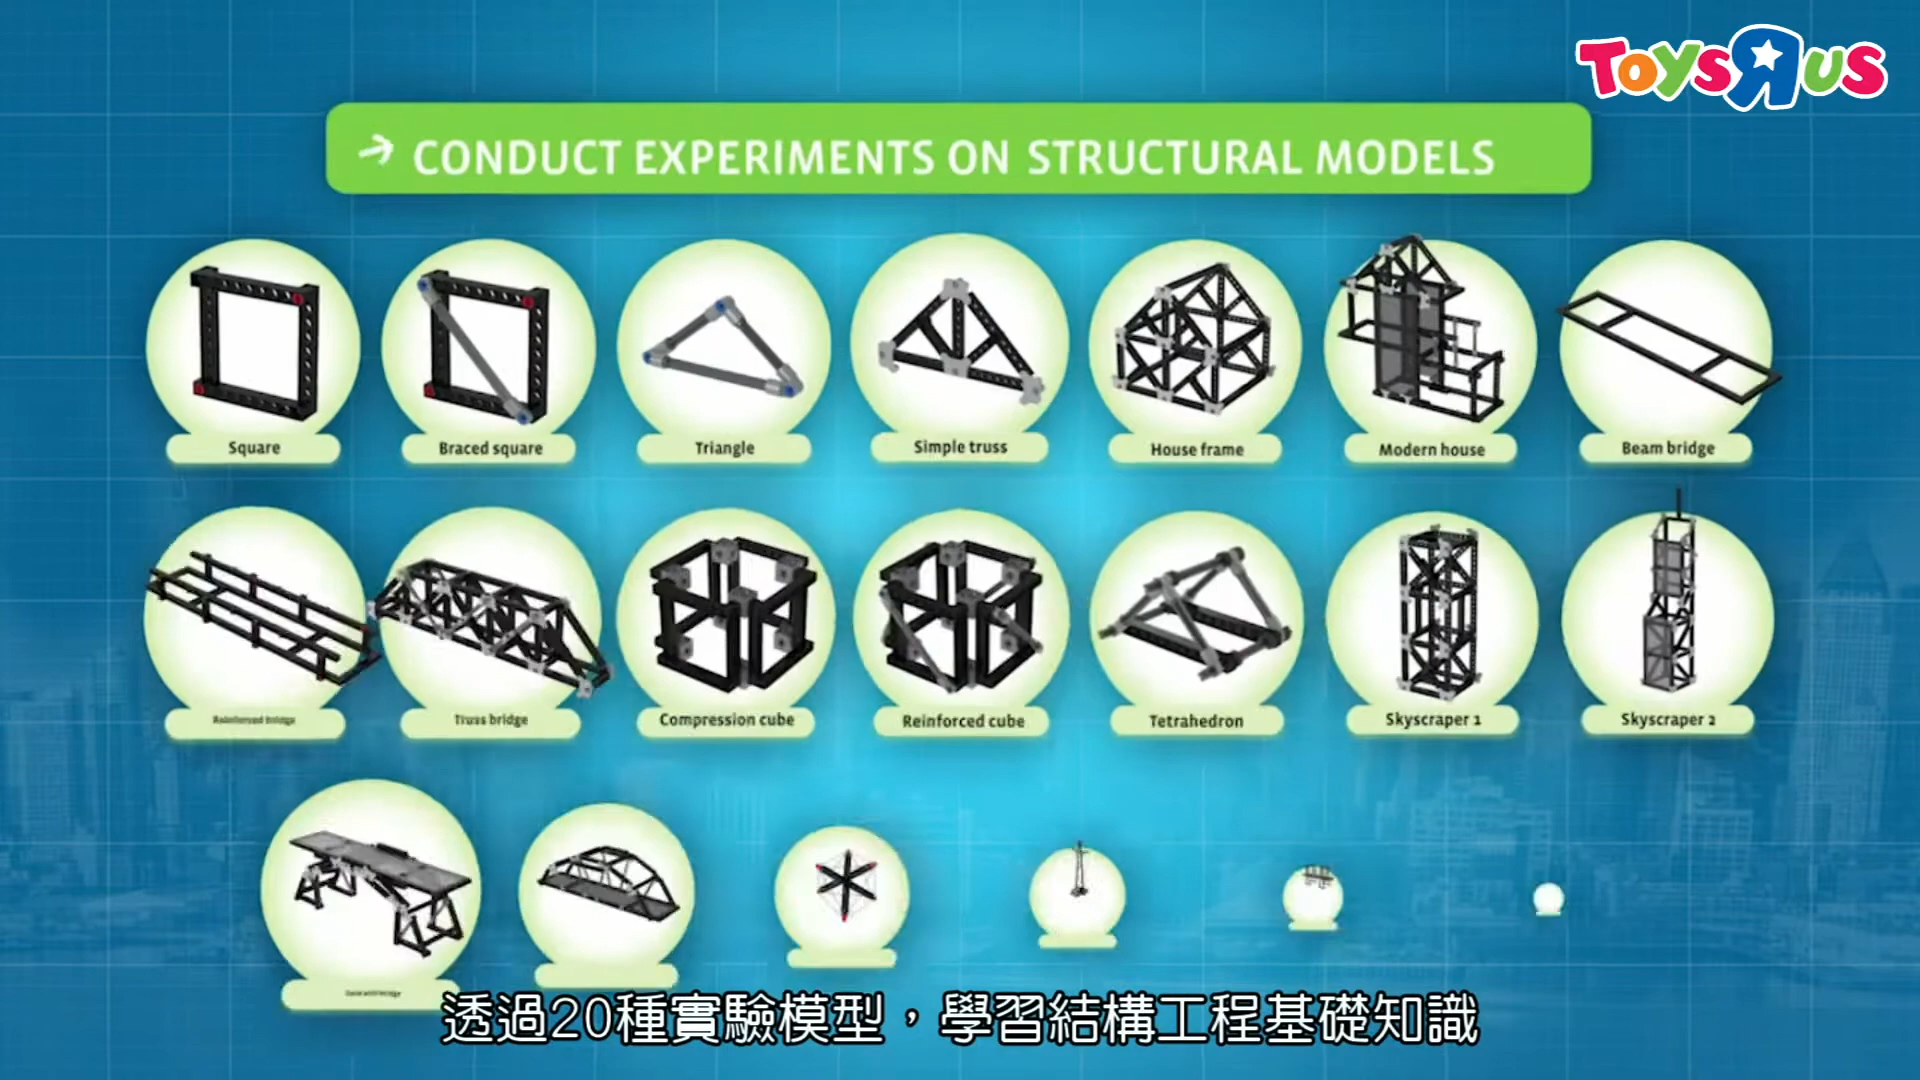 TOYSRUS
→ CONDUCT EXPERIMENTS ON STRUCTURAL MODELS
Square
Braced square
Triangle
Simple truss
House frame
Modern house
Beam bridge
Reinforced bridge
Truss bridge
Compression cube
Reinforced cube
Tetrahedron
Skyscraper 1
Skyscraper 2
透過20種實驗模型，學習結構工程基礎知識